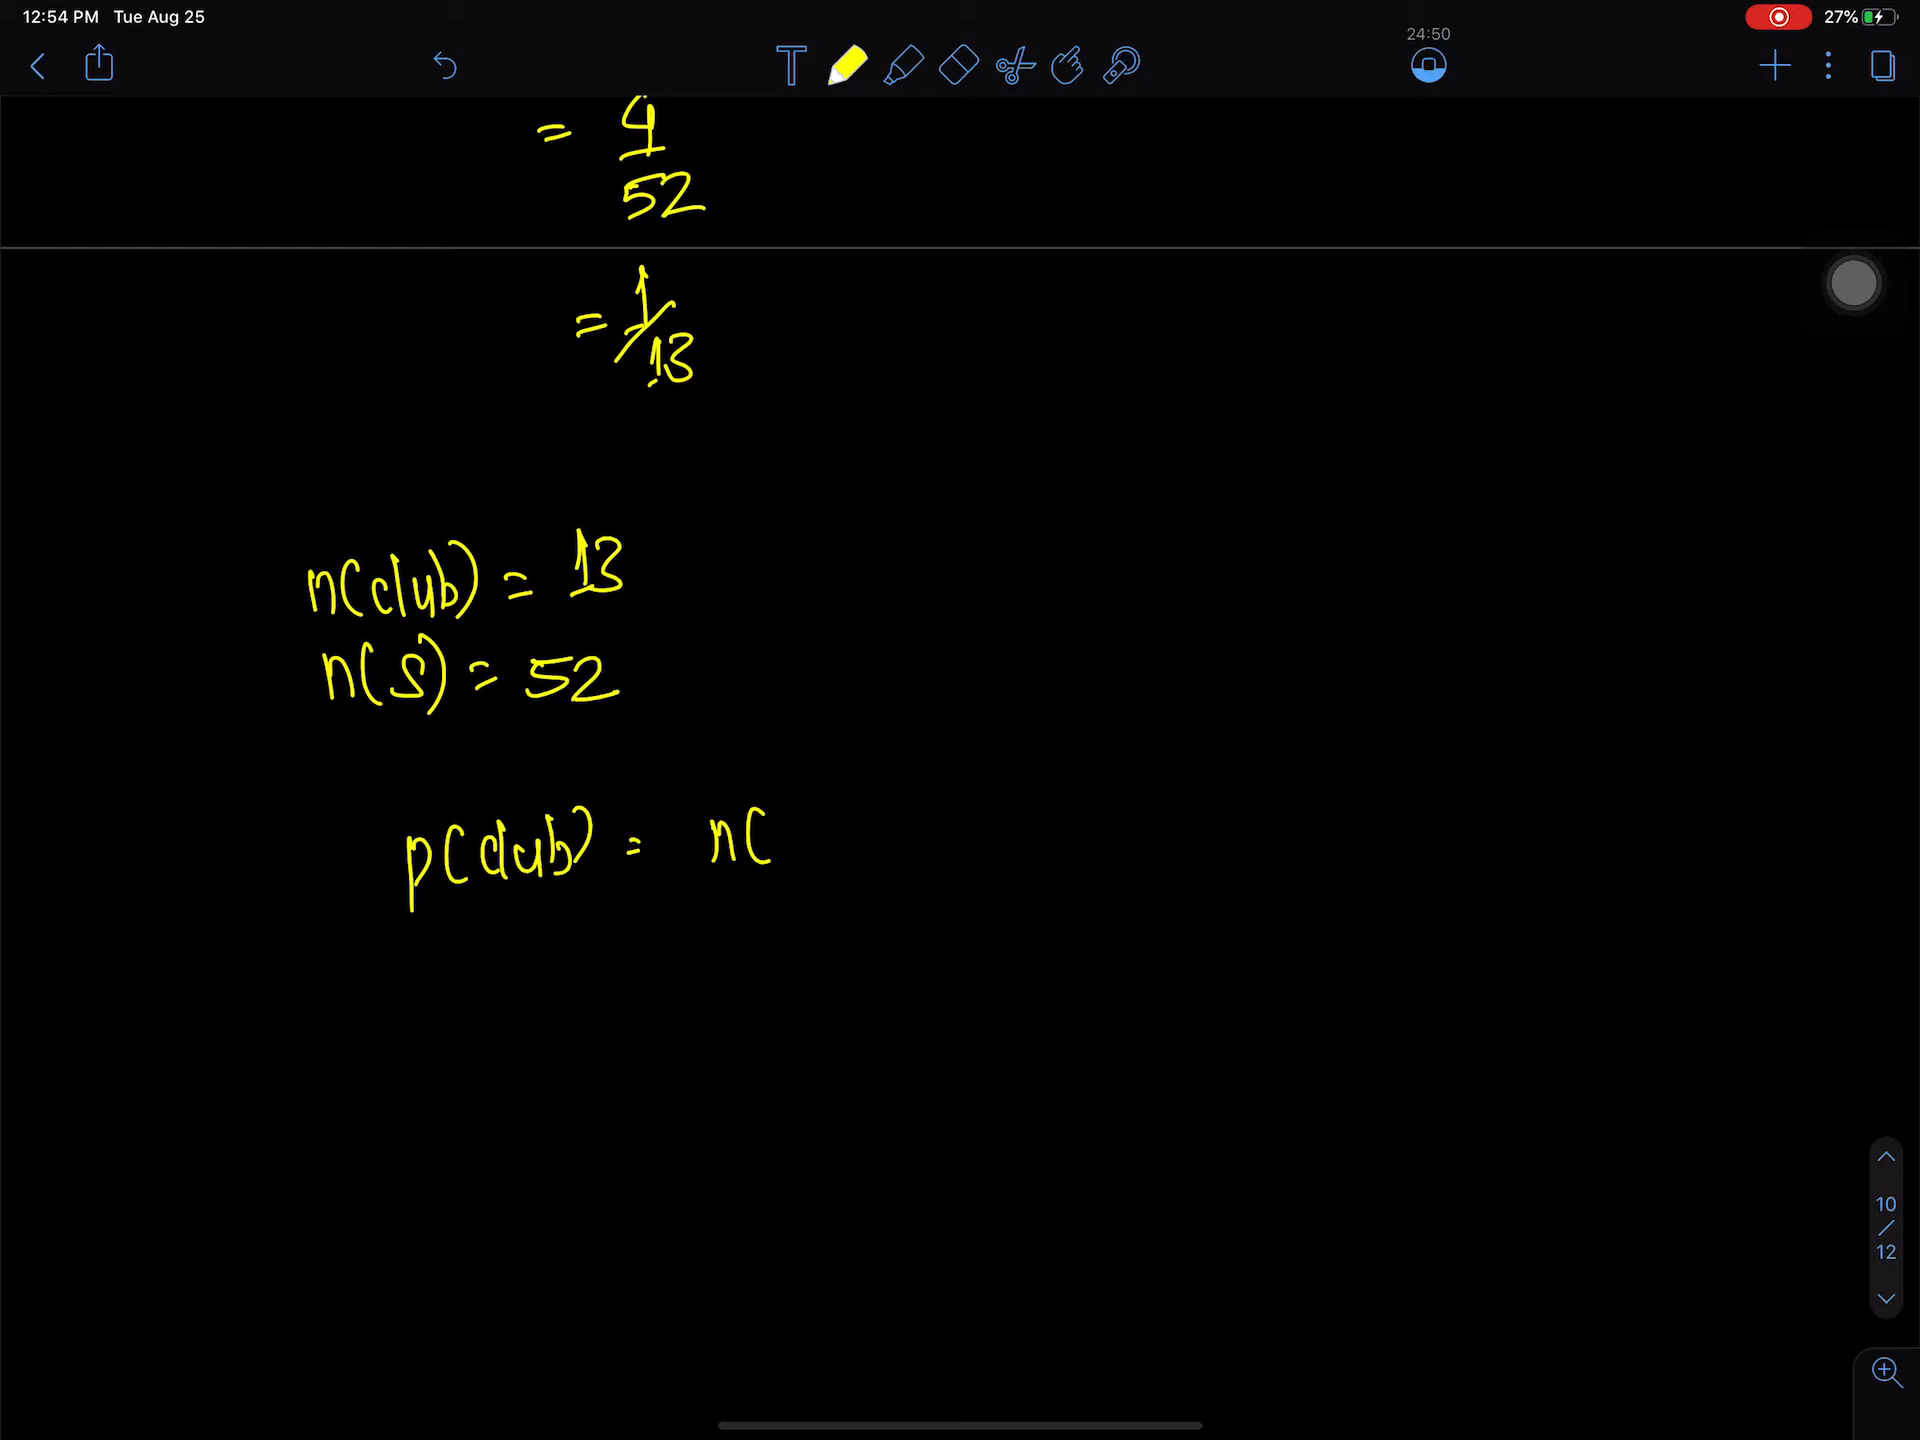 12:54 PM Tue Aug 25
27%
24:50
T
= 4
52
= 1/13
n(club) = 13
n(S) = 52
p(club) = n(
10
/
12